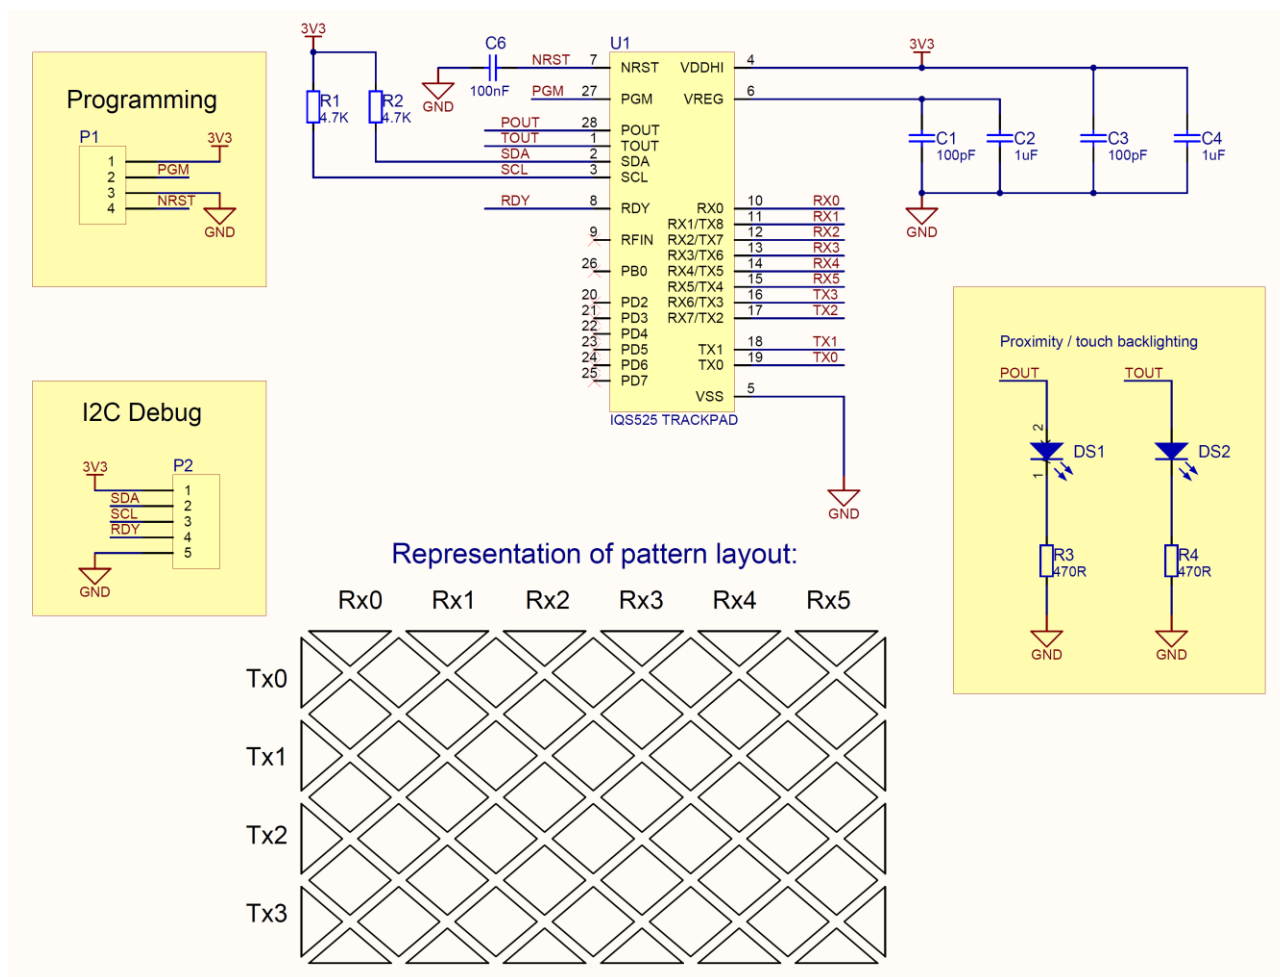 Programming
P1
1
2
3
4
3V3
PGM
NRST
GND
I2C Debug
P2
3V3
SDA
SCL
RDY
1
2
3
4
5
GND
3V3
R1
4.7K
R2
4.7K
C6
100nF
GND
NRST
PGM
POUT
TOUT
SDA
SCL
RDY
U1
7 NRST
27 PGM
28 POUT
1 TOUT
2 SDA
3 SCL
8 RDY
9 RFIN
26 PB0
20 PD2
21 PD3
22 PD4
23 PD5
24 PD6
25 PD7
VDDHI 4
VREG 6
RX0 10 RX0
RX1/TX8 11 RX1
RX2/TX7 12 RX2
RX3/TX6 13 RX3
RX4/TX5 14 RX4
RX5/TX4 15 RX5
RX6/TX3 16 TX3
RX7/TX2 17 TX2
TX1 18 TX1
TX0 19 TX0
VSS 5
IQS525 TRACKPAD
GND
3V3
C1
100pF
C2
1uF
C3
100pF
C4
1uF
GND
Proximity / touch backlighting
POUT
2
DS1
1
R3
470R
GND
TOUT
DS2
R4
470R
GND
Representation of pattern layout:
Rx0 Rx1 Rx2 Rx3 Rx4 Rx5
Tx0
Tx1
Tx2
Tx3